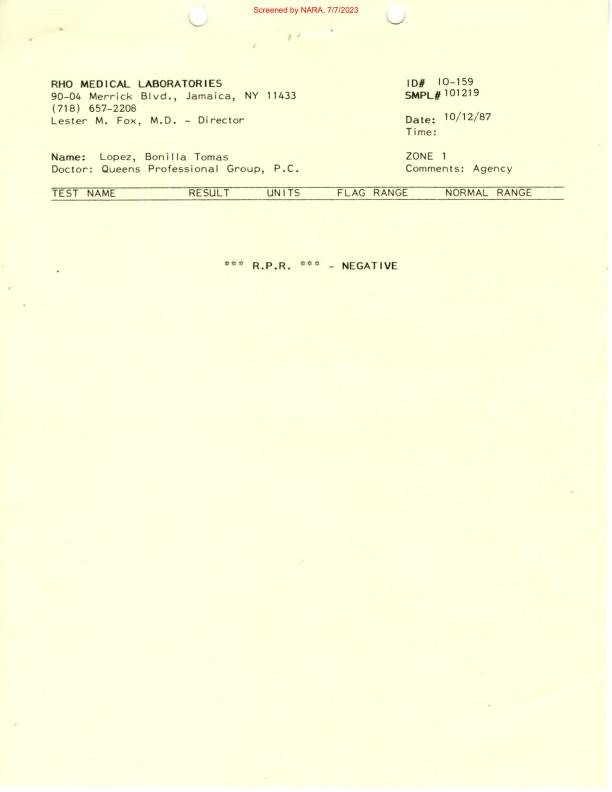 Screened by NARA, 7/7/2023
RHO MEDICAL LABORATORIES
90-04 Merrick Blvd., Jamaica, NY 11433
(718) 657-2208
Lester M. Fox, M.D. - Director
ID# IO-159
SMPL# 101219
Date: 10/12/87
Time:
Name: Lopez, Bonilla Tomas
Doctor: Queens Professional Group, P.C.
ZONE 1
Comments: Agency
TEST NAME RESULT UNITS FLAG RANGE NORMAL RANGE
*** R.P.R. *** - NEGATIVE